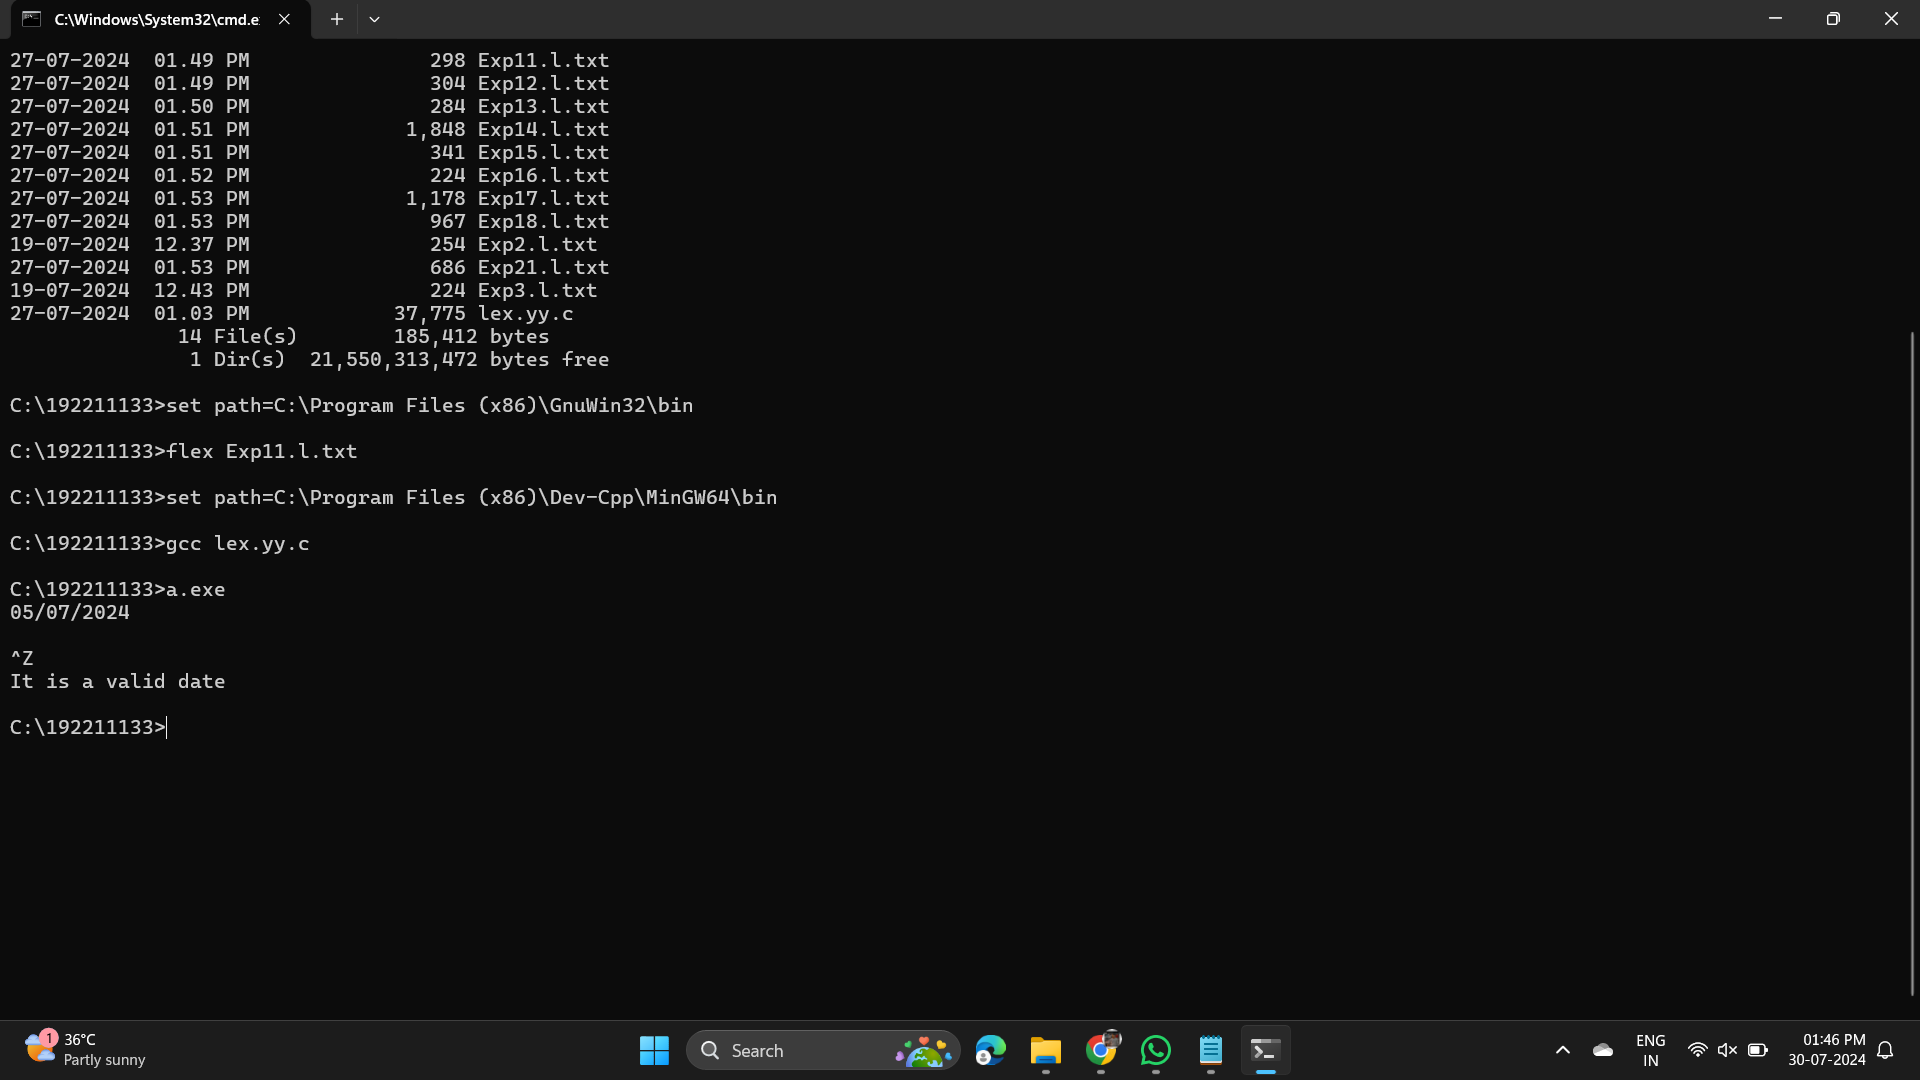 C:\Windows\System32\cmd.e
27-07-2024  01.49 PM               298 Exp11.l.txt
27-07-2024  01.49 PM               304 Exp12.l.txt
27-07-2024  01.50 PM               284 Exp13.l.txt
27-07-2024  01.51 PM             1,848 Exp14.l.txt
27-07-2024  01.51 PM               341 Exp15.l.txt
27-07-2024  01.52 PM               224 Exp16.l.txt
27-07-2024  01.53 PM             1,178 Exp17.l.txt
27-07-2024  01.53 PM               967 Exp18.l.txt
19-07-2024  12.37 PM               254 Exp2.l.txt
27-07-2024  01.53 PM               686 Exp21.l.txt
19-07-2024  12.43 PM               224 Exp3.l.txt
27-07-2024  01.03 PM            37,775 lex.yy.c
              14 File(s)        185,412 bytes
               1 Dir(s)  21,550,313,472 bytes free
C:\192211133>set path=C:\Program Files (x86)\GnuWin32\bin
C:\192211133>flex Exp11.l.txt
C:\192211133>set path=C:\Program Files (x86)\Dev-Cpp\MinGW64\bin
C:\192211133>gcc lex.yy.c
C:\192211133>a.exe
05/07/2024
^Z
It is a valid date
C:\192211133>
1
36°C
Partly sunny
Search
ENG
IN
01:46 PM
30-07-2024